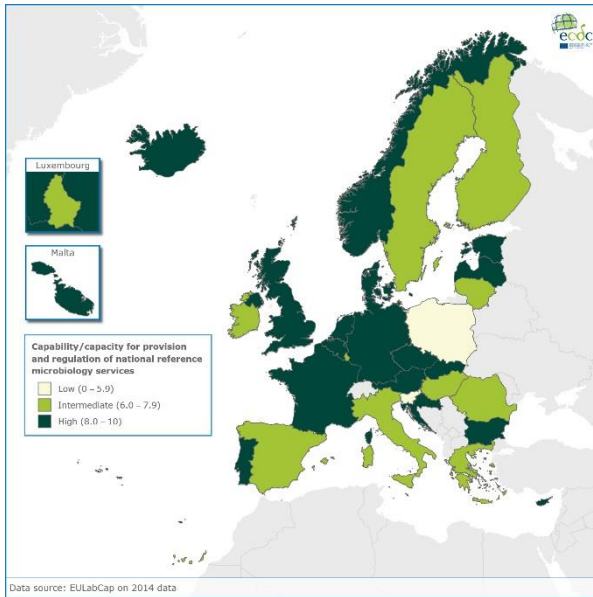 ecdc
Luxembourg
Malta
Capability/capacity for provision
and regulation of national reference
microbiology services
Low (0 – 5.9)
Intermediate (6.0 – 7.9)
High (8.0 – 10)
Data source: EULabCap on 2014 data